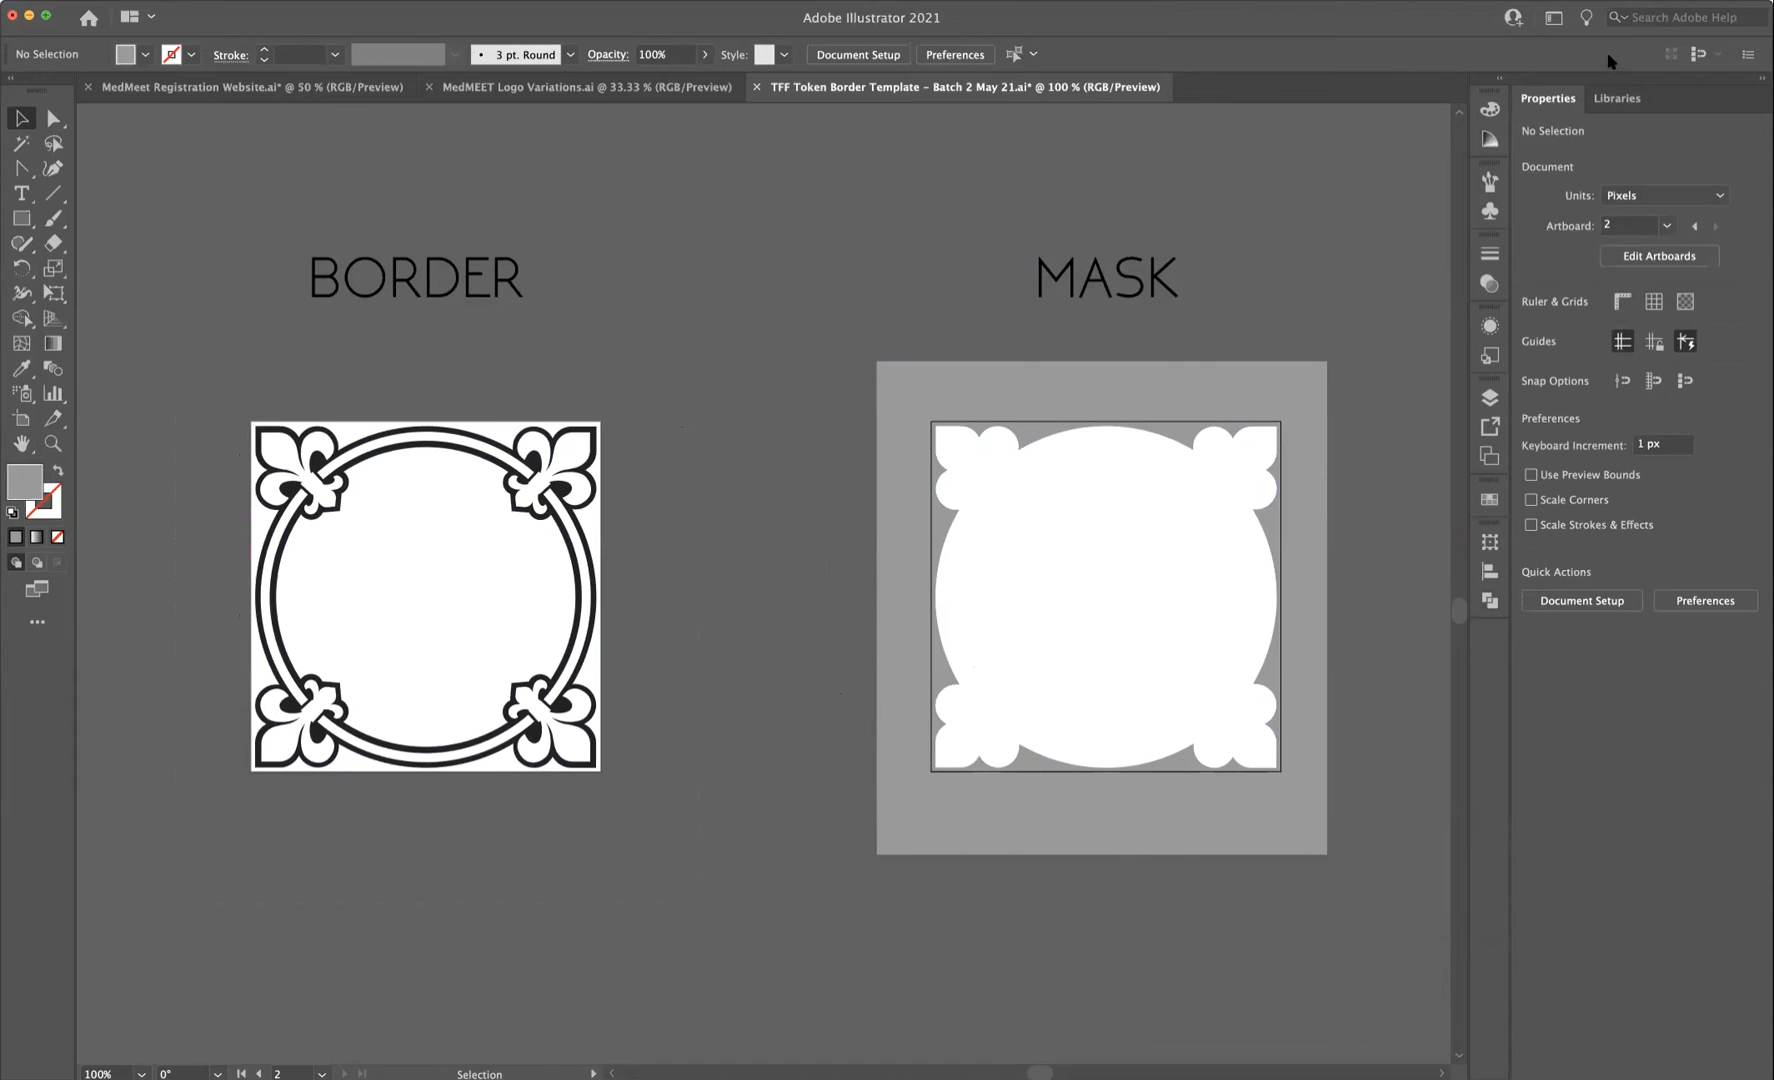 Adobe Illustrator 2021
Search Adobe Help
No Selection
Stroke:
3 pt. Round
Opacity:
100%
Style:
Document Setup
Preferences
MedMeet Registration Website.ai* @ 50 % (RGB/Preview)
MedMEET Logo Variations.ai @ 33.33 % (RGB/Preview)
TFF Token Border Template – Batch 2 May 21.ai* @ 100 % (RGB/Preview)
Properties
Libraries
No Selection
Document
Units:
Pixels
Artboard:
2
Edit Artboards
Ruler & Grids
Guides
Snap Options
Preferences
Keyboard Increment:
1 px
Use Preview Bounds
Scale Corners
Scale Strokes & Effects
Quick Actions
Document Setup
Preferences
BORDER
MASK
100%
0°
2
Selection